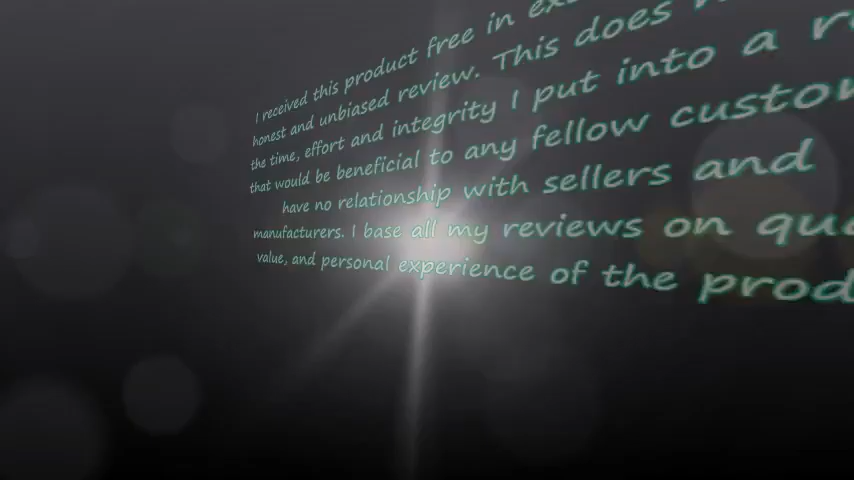 I received this product free in
honest and unbiased review. This does
the time, effort and integrity I put into a
that would be beneficial to any fellow
have no relationship with sellers and
manufacturers. I base all my reviews on
value, and personal experience of the